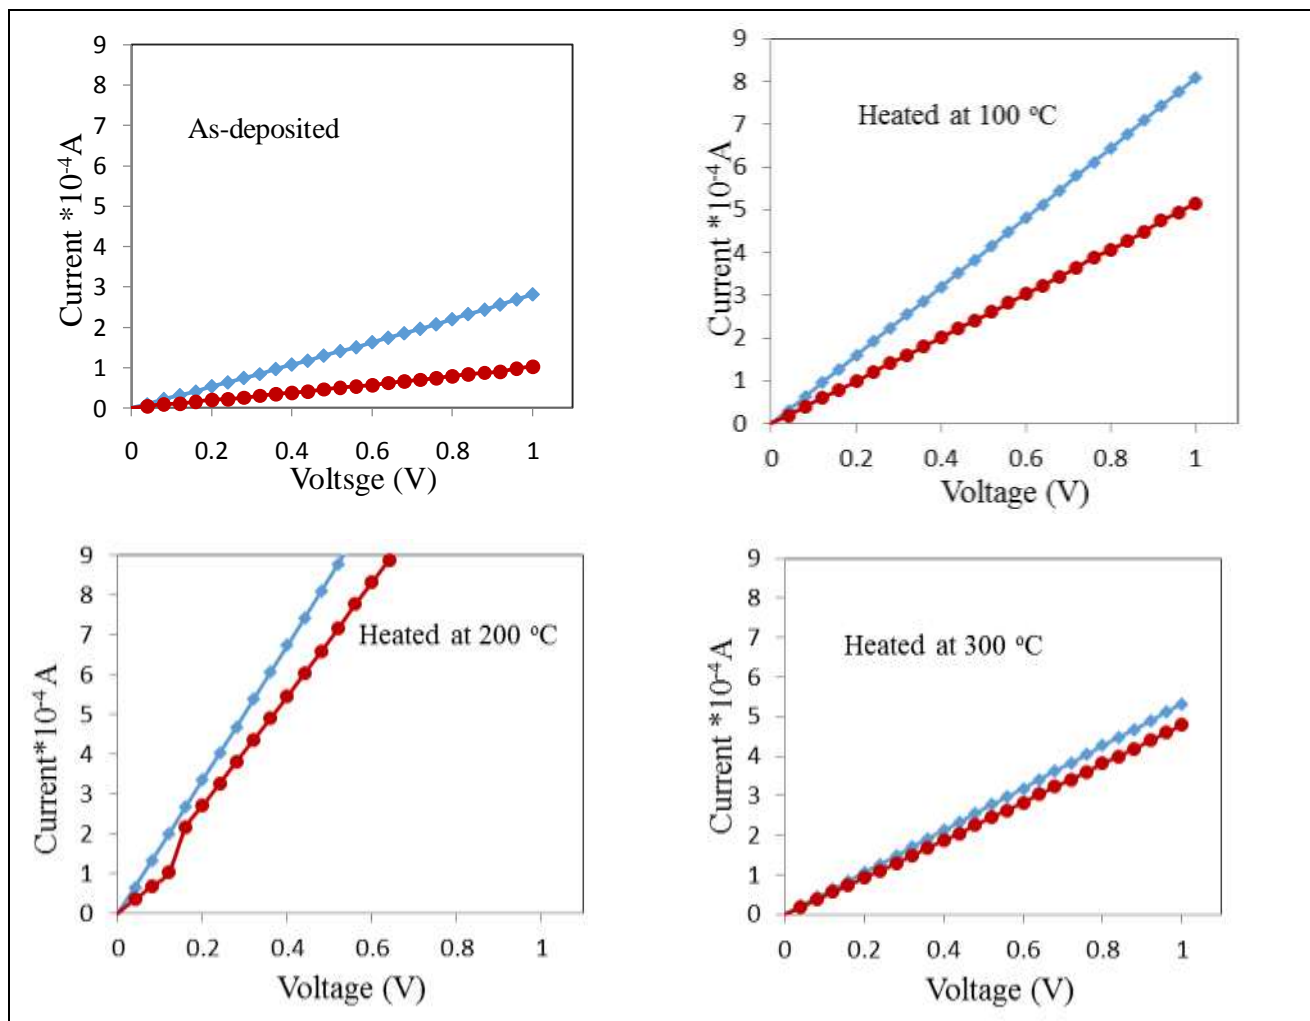 9
8
7
6
5
4
3
2
1
0
Current *10⁻⁴A
As-deposited
0 0.2 0.4 0.6 0.8 1
Voltsge (V)
9
8
7
6
5
4
3
2
1
0
Current *10⁻⁴A
Heated at 100 ᵒC
0 0.2 0.4 0.6 0.8 1
Voltage (V)
9
8
7
6
5
4
3
2
1
0
Current*10⁻⁴ A
Heated at 200 ᵒC
0 0.2 0.4 0.6 0.8 1
Voltage (V)
9
8
7
6
5
4
3
2
1
0
Current *10⁻⁴A
Heated at 300 ᵒC
0 0.2 0.4 0.6 0.8 1
Voltage (V)